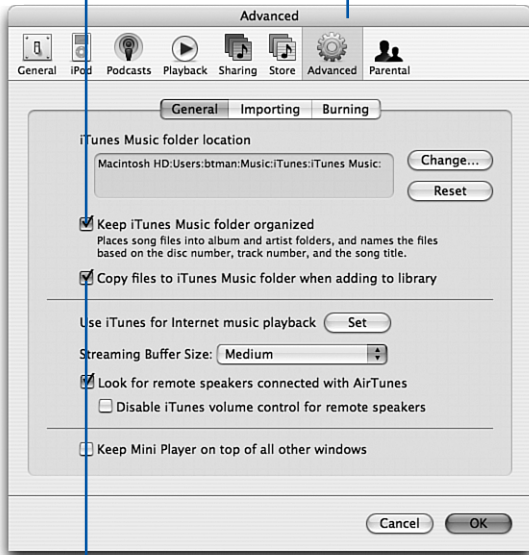 Advanced
General iPod Podcasts Playback Sharing Store Advanced Parental
General Importing Burning
iTunes Music folder location
Macintosh HD:Users:btman:Music:iTunes:iTunes Music:
Change...
Reset
Keep iTunes Music folder organized
Places song files into album and artist folders, and names the files
based on the disc number, track number, and the song title.
Copy files to iTunes Music folder when adding to library
Use iTunes for Internet music playback Set
Streaming Buffer Size: Medium
Look for remote speakers connected with AirTunes
Disable iTunes volume control for remote speakers
Keep Mini Player on top of all other windows
Cancel OK